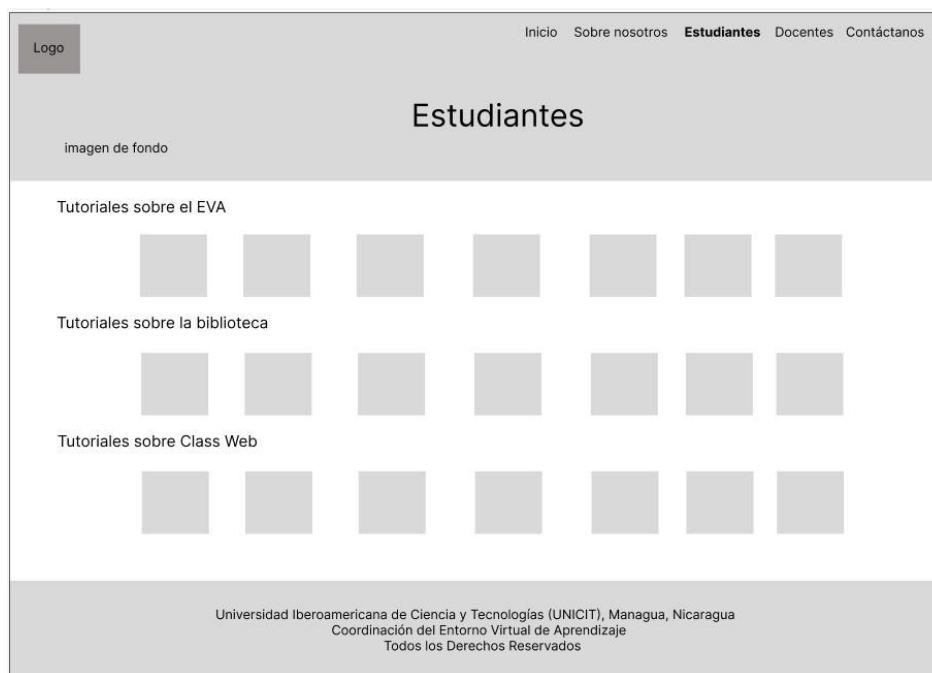 Logo
Inicio Sobre nosotros Estudiantes Docentes Contáctanos
Estudiantes
imagen de fondo
Tutoriales sobre el EVA
Tutoriales sobre la biblioteca
Tutoriales sobre Class Web
Universidad Iberoamericana de Ciencia y Tecnologías (UNICIT), Managua, Nicaragua
Coordinación del Entorno Virtual de Aprendizaje
Todos los Derechos Reservados